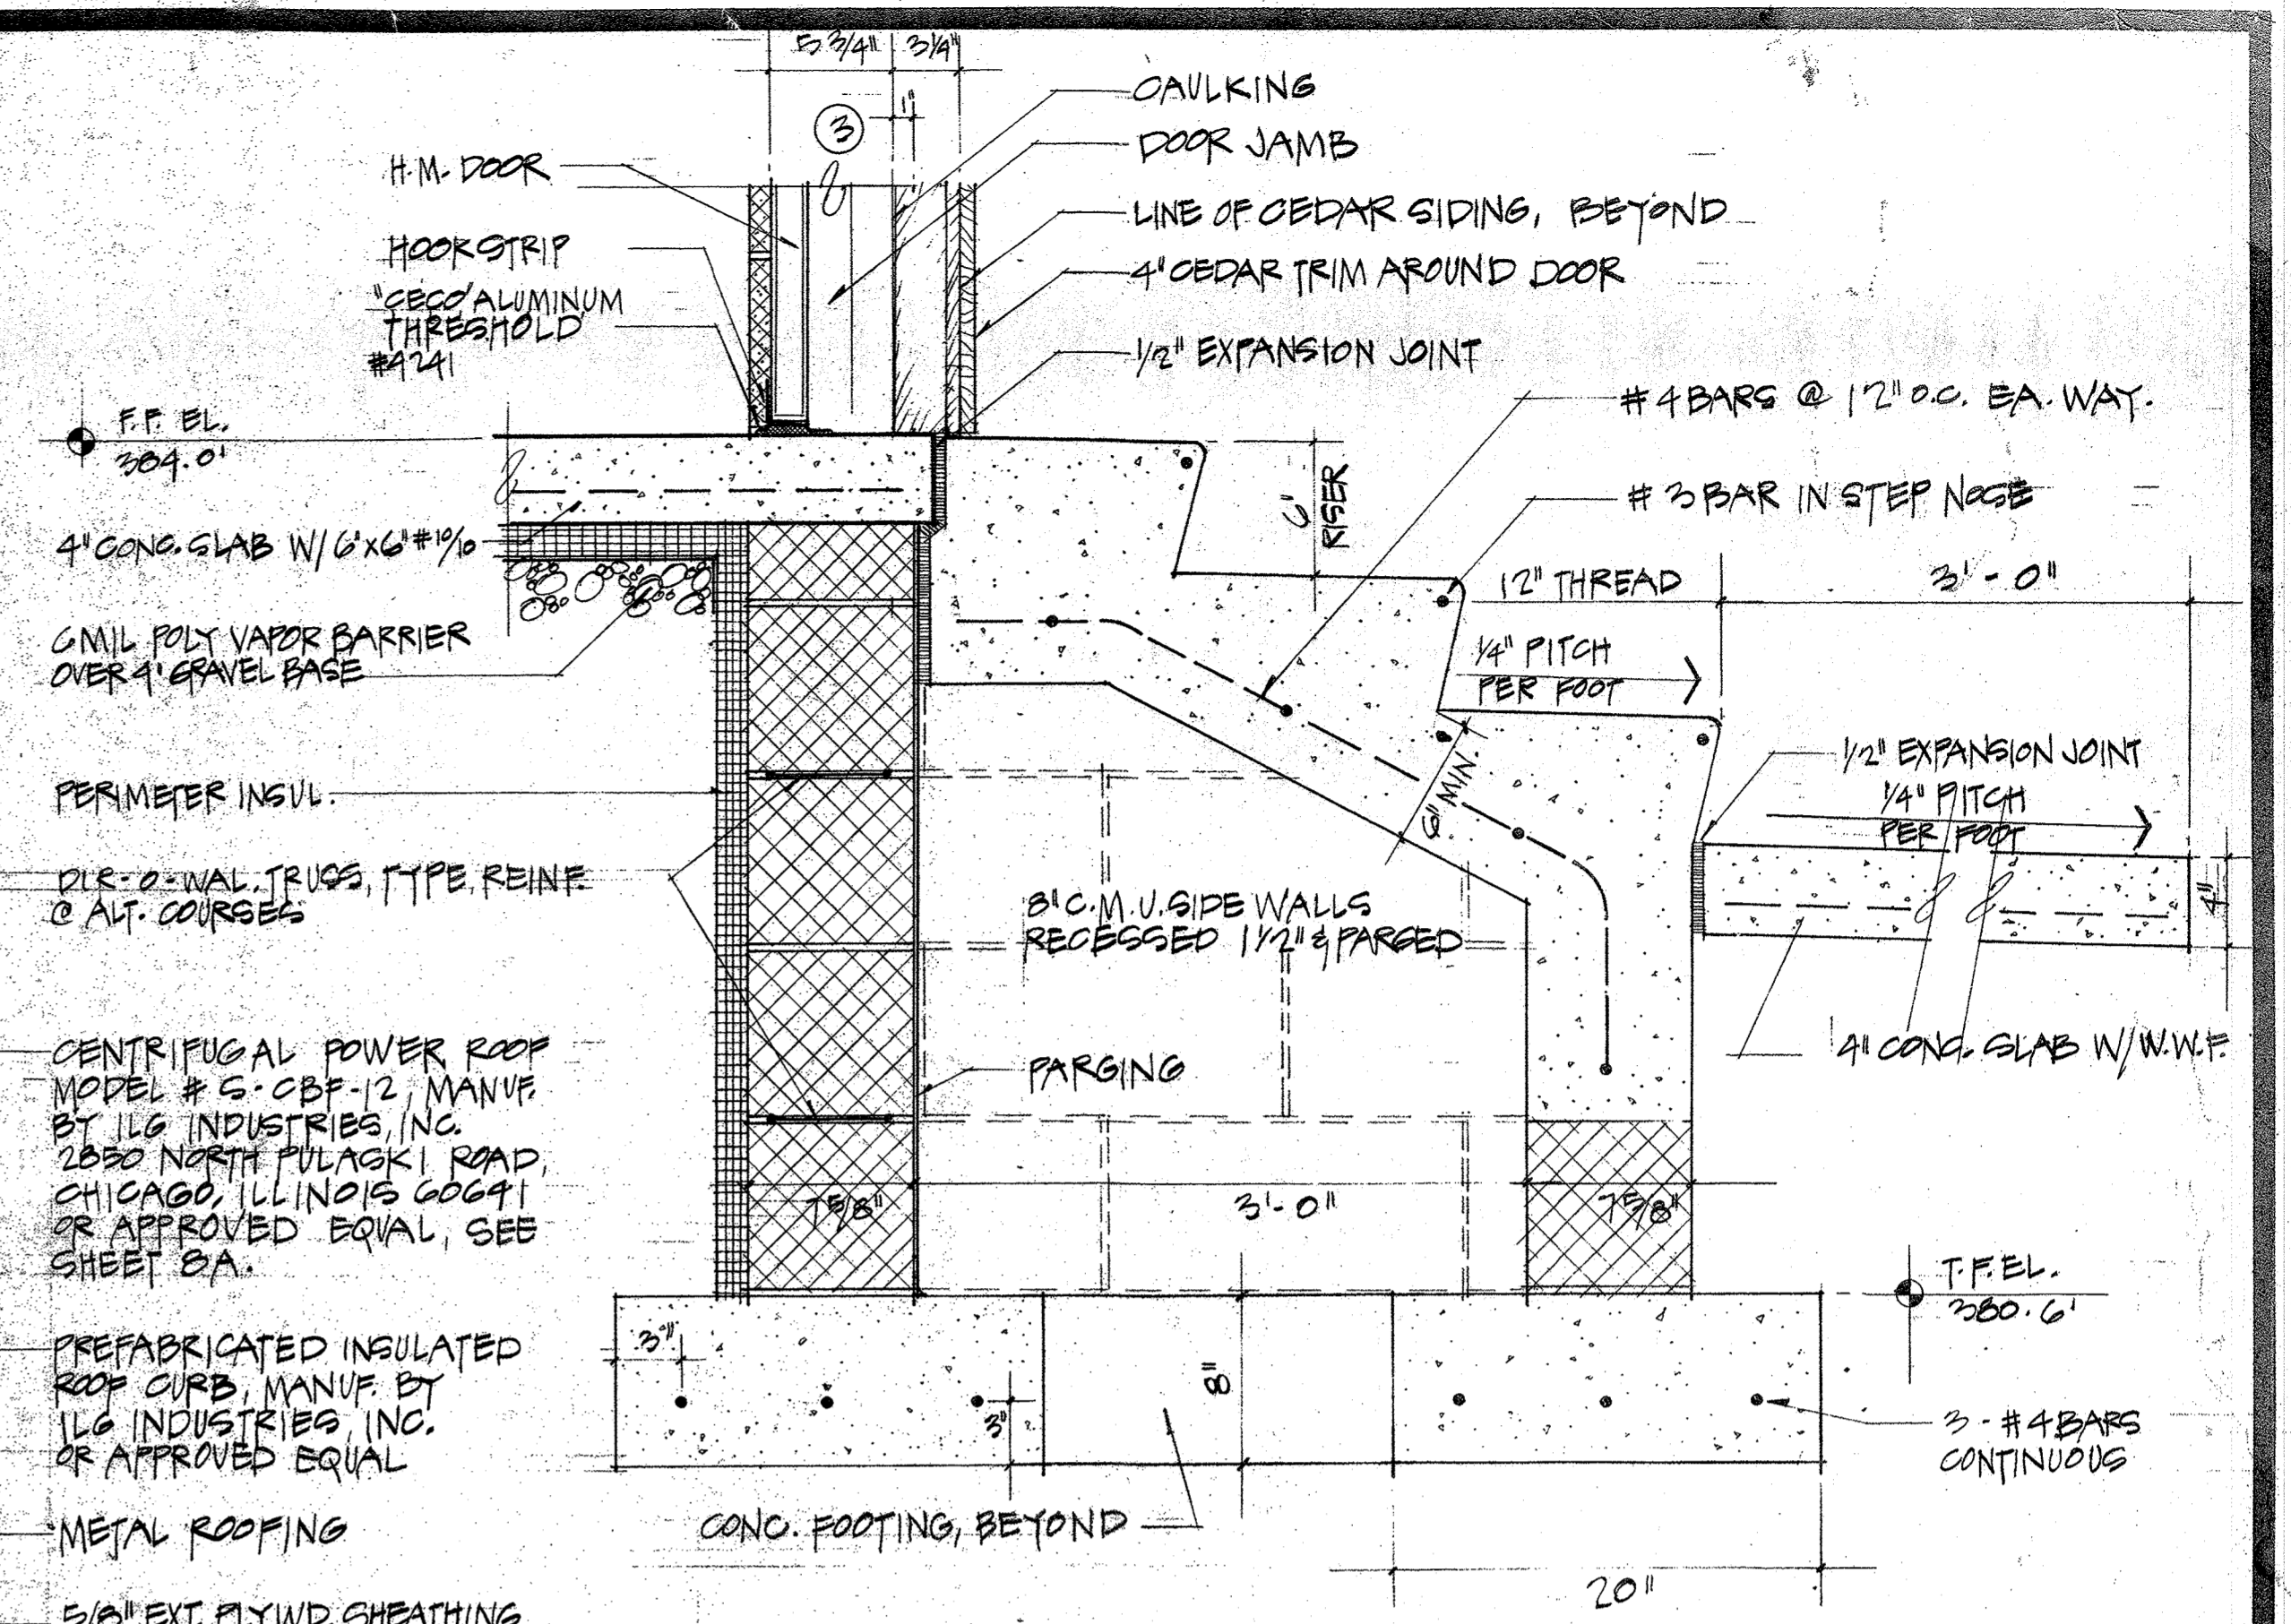 5 3/4" 3 1/4"
1"
3
CAULKING
DOOR JAMB
LINE OF CEDAR SIDING, BEYOND
4" CEDAR TRIM AROUND DOOR
1/2" EXPANSION JOINT
H.M. DOOR
HOOK STRIP
"CECO" ALUMINUM
THRESHOLD
#4241
F.F. EL.
384.0'
4" CONC. SLAB W/ 6"x6" #10/10
6 MIL POLY VAPOR BARRIER
OVER 4" GRAVEL BASE
PERIMETER INSUL.
DUR-O-WAL. TRUSS, TYPE, REINF.
@ ALT. COURSES
# 4 BARS @ 12" O.C. EA. WAY.
# 3 BAR IN STEP NOSE
6" RISER
12" THREAD
3'-0"
1/4" PITCH
PER FOOT
6" MIN.
1/2" EXPANSION JOINT
1/4" PITCH
PER FOOT
4"
8" C.M.U. SIDE WALLS
RECESSED 1 1/2" & PARGED
4" CONC. SLAB W/ W.W.F.
PARGING
7 5/8"
3'-0"
7 5/8"
T.F. EL.
380.6'
3"
3"
8"
3 - # 4 BARS
CONTINUOUS
CONC. FOOTING, BEYOND
20"
CENTRIFUGAL POWER ROOF
MODEL # S-CBF-12, MANUF.
BY ILG INDUSTRIES, INC.
2850 NORTH PULASKI ROAD,
CHICAGO, ILLINOIS 60641
OR APPROVED EQUAL, SEE
SHEET 8A.
PREFABRICATED INSULATED
ROOF CURB, MANUF. BY
ILG INDUSTRIES, INC.
OR APPROVED EQUAL
METAL ROOFING
5/8" EXT. PLYWD. SHEATHING